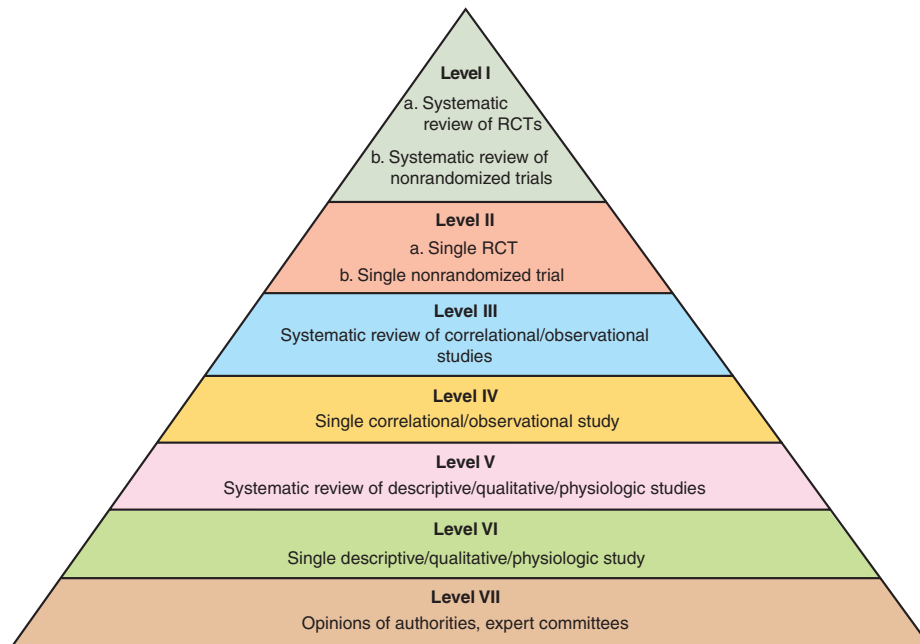 Level I
a. Systematic
review of RCTs
b. Systematic review of
nonrandomized trials
Level II
a. Single RCT
b. Single nonrandomized trial
Level III
Systematic review of correlational/observational
studies
Level IV
Single correlational/observational study
Level V
Systematic review of descriptive/qualitative/physiologic studies
Level VI
Single descriptive/qualitative/physiologic study
Level VII
Opinions of authorities, expert committees